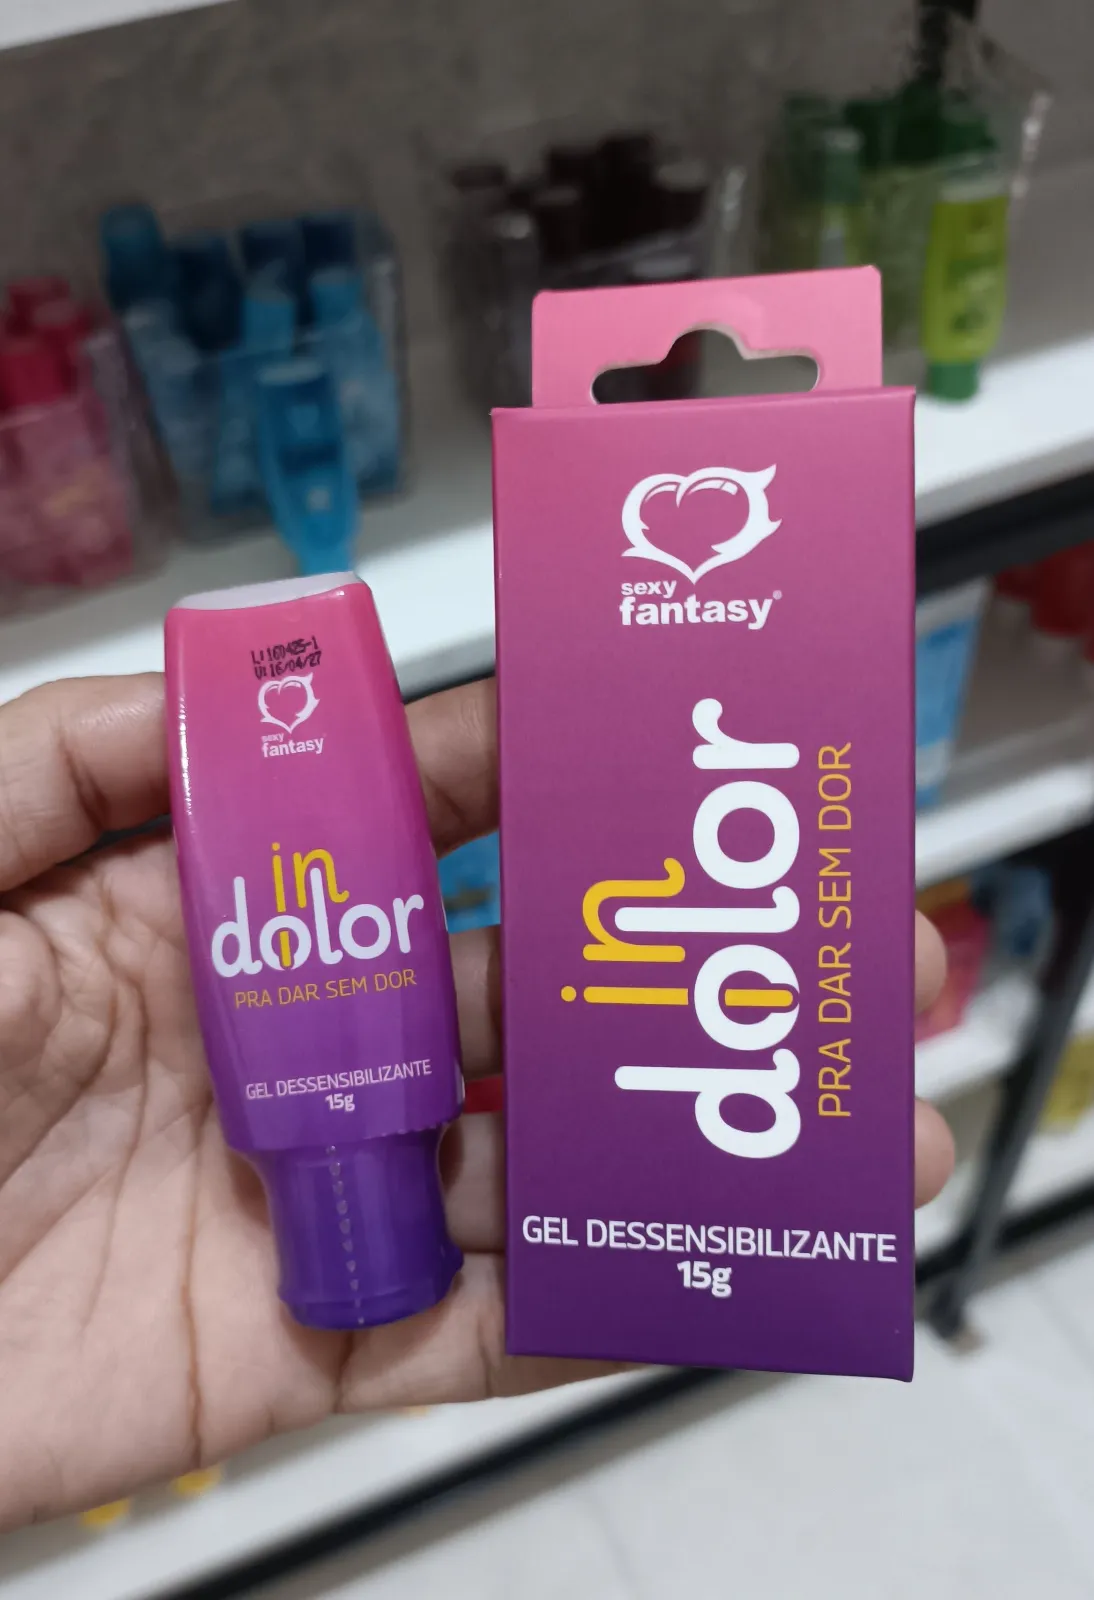 L:160425-1
V:16/04/27
sexy
fantasy
in
dolor
PRA DAR SEM DOR
GEL DESSENSIBILIZANTE
15g
sexy
fantasy®
in
dolor
PRA DAR SEM DOR
GEL DESSENSIBILIZANTE
15g